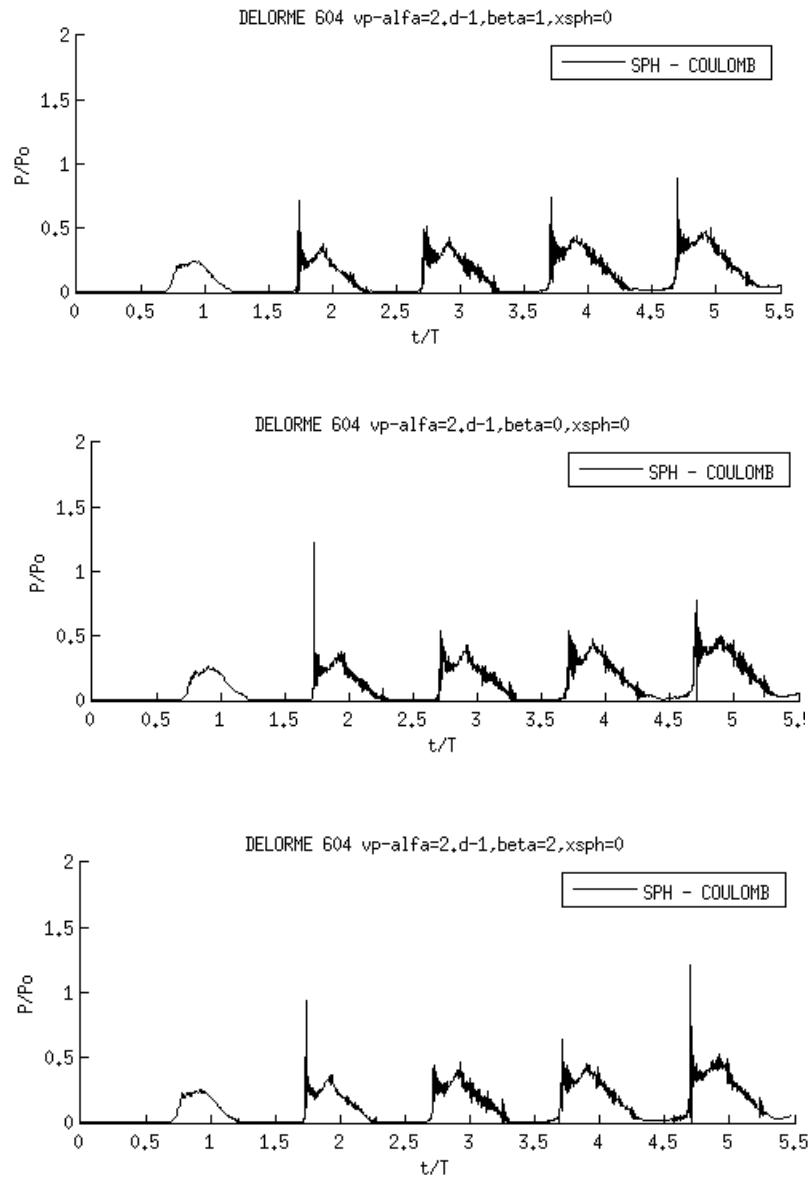 DELORME 604 vp-alfa=2.d-1,beta=1,xsph=0
SPH - COULOMB
2
1.5
1
0.5
0
P/Po
0 0.5 1 1.5 2 2.5 3 3.5 4 4.5 5 5.5
t/T
DELORME 604 vp-alfa=2.d-1,beta=0,xsph=0
SPH - COULOMB
2
1.5
1
0.5
0
P/Po
0 0.5 1 1.5 2 2.5 3 3.5 4 4.5 5 5.5
t/T
DELORME 604 vp-alfa=2.d-1,beta=2,xsph=0
SPH - COULOMB
2
1.5
1
0.5
0
P/Po
0 0.5 1 1.5 2 2.5 3 3.5 4 4.5 5 5.5
t/T